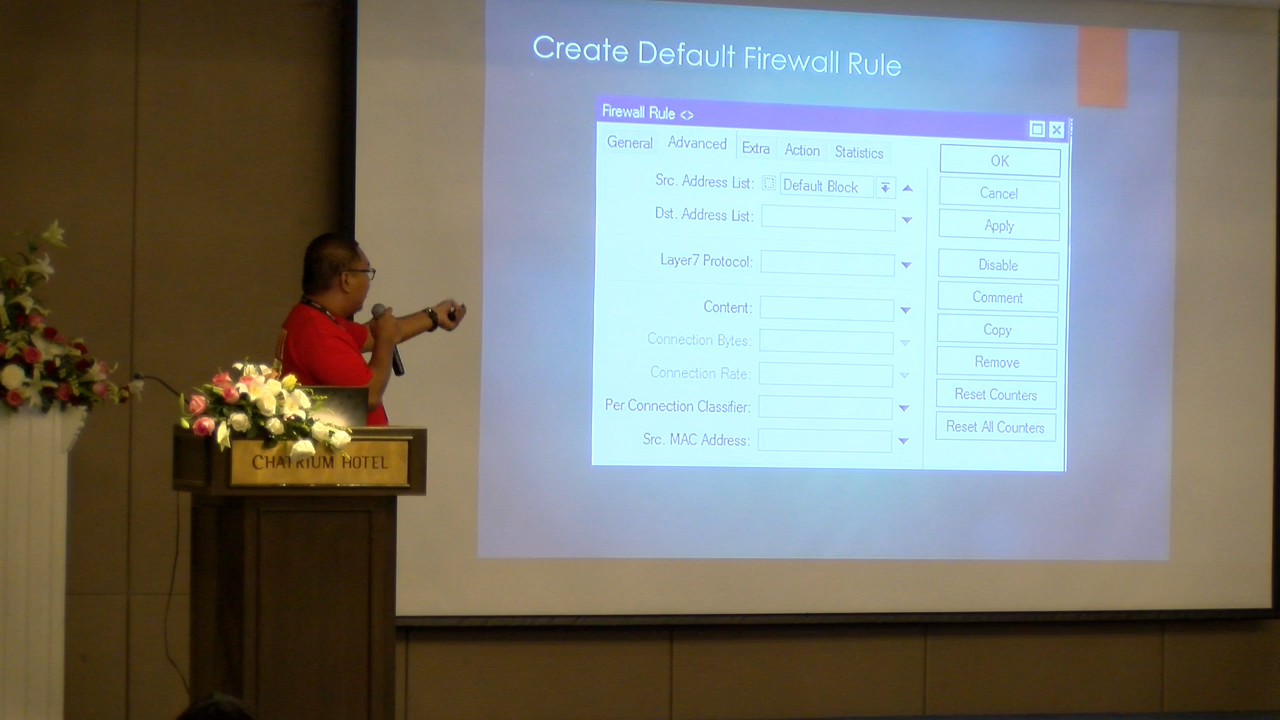 Create Default Firewall Rule
Firewall Rule <>
General Advanced Extra Action Statistics
Src. Address List: Default Block
Dst. Address List:
Layer7 Protocol:
Content:
Connection Bytes:
Connection Rate:
Per Connection Classifier:
Src. MAC Address:
OK
Cancel
Apply
Disable
Comment
Copy
Remove
Reset Counters
Reset All Counters
CHATRIUM HOTEL